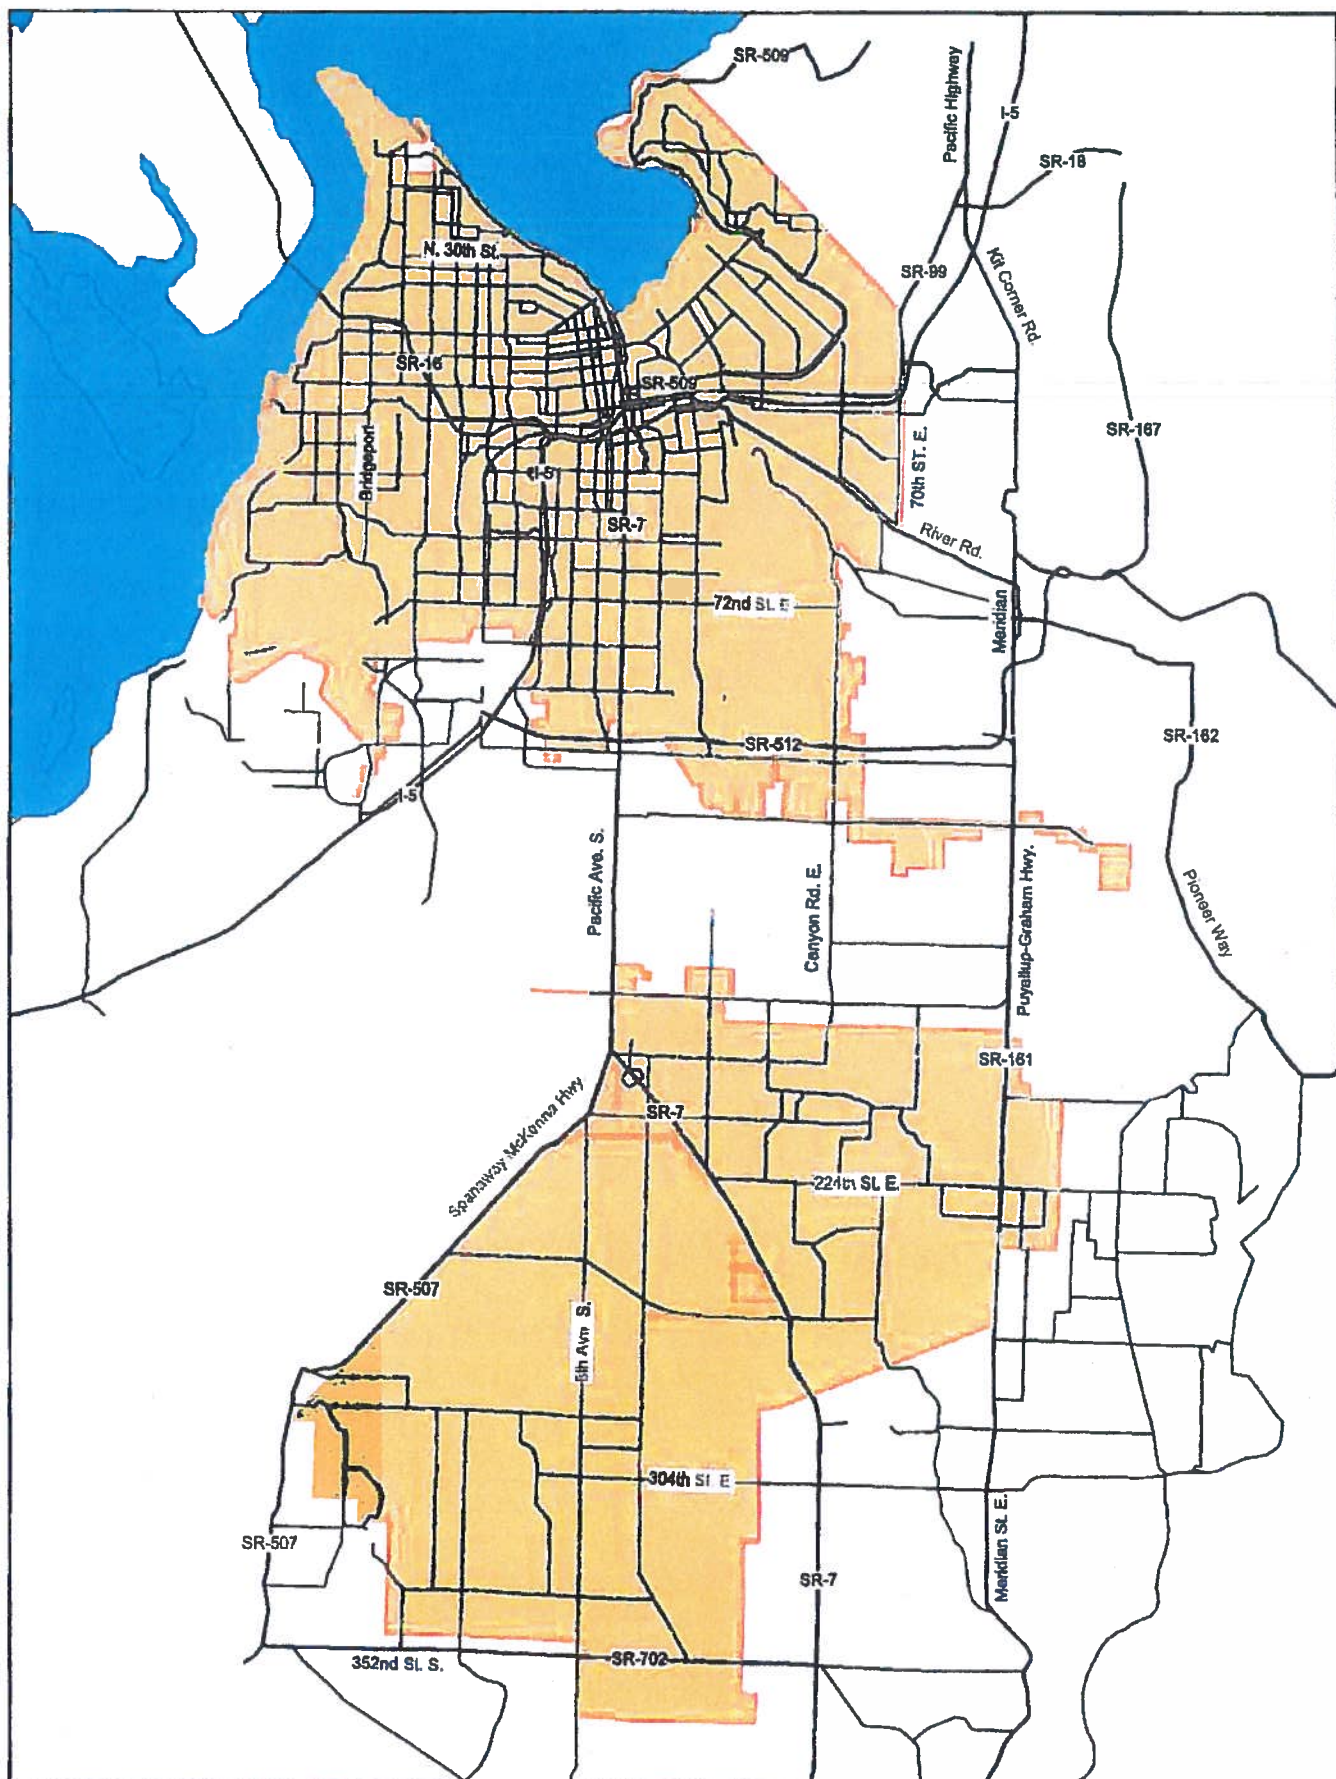 SR-509
Pacific Highway
I-5
SR-18
N. 30th St.
SR-99
Kit Corner Rd.
SR-16
SR-509
SR-167
Bridgeport
70th ST. E.
I-5
SR-7
River Rd.
72nd St. E
Meridian
SR-512
SR-162
I-5
Pacific Ave. S.
Canyon Rd. E.
Puyallup-Graham Hwy.
Pioneer Way
SR-161
Spanaway McKenna Hwy
SR-7
224th St. E.
SR-507
8th Ave. S.
304th St E
SR-507
Meridian St. E.
SR-7
352nd St. S.
SR-702